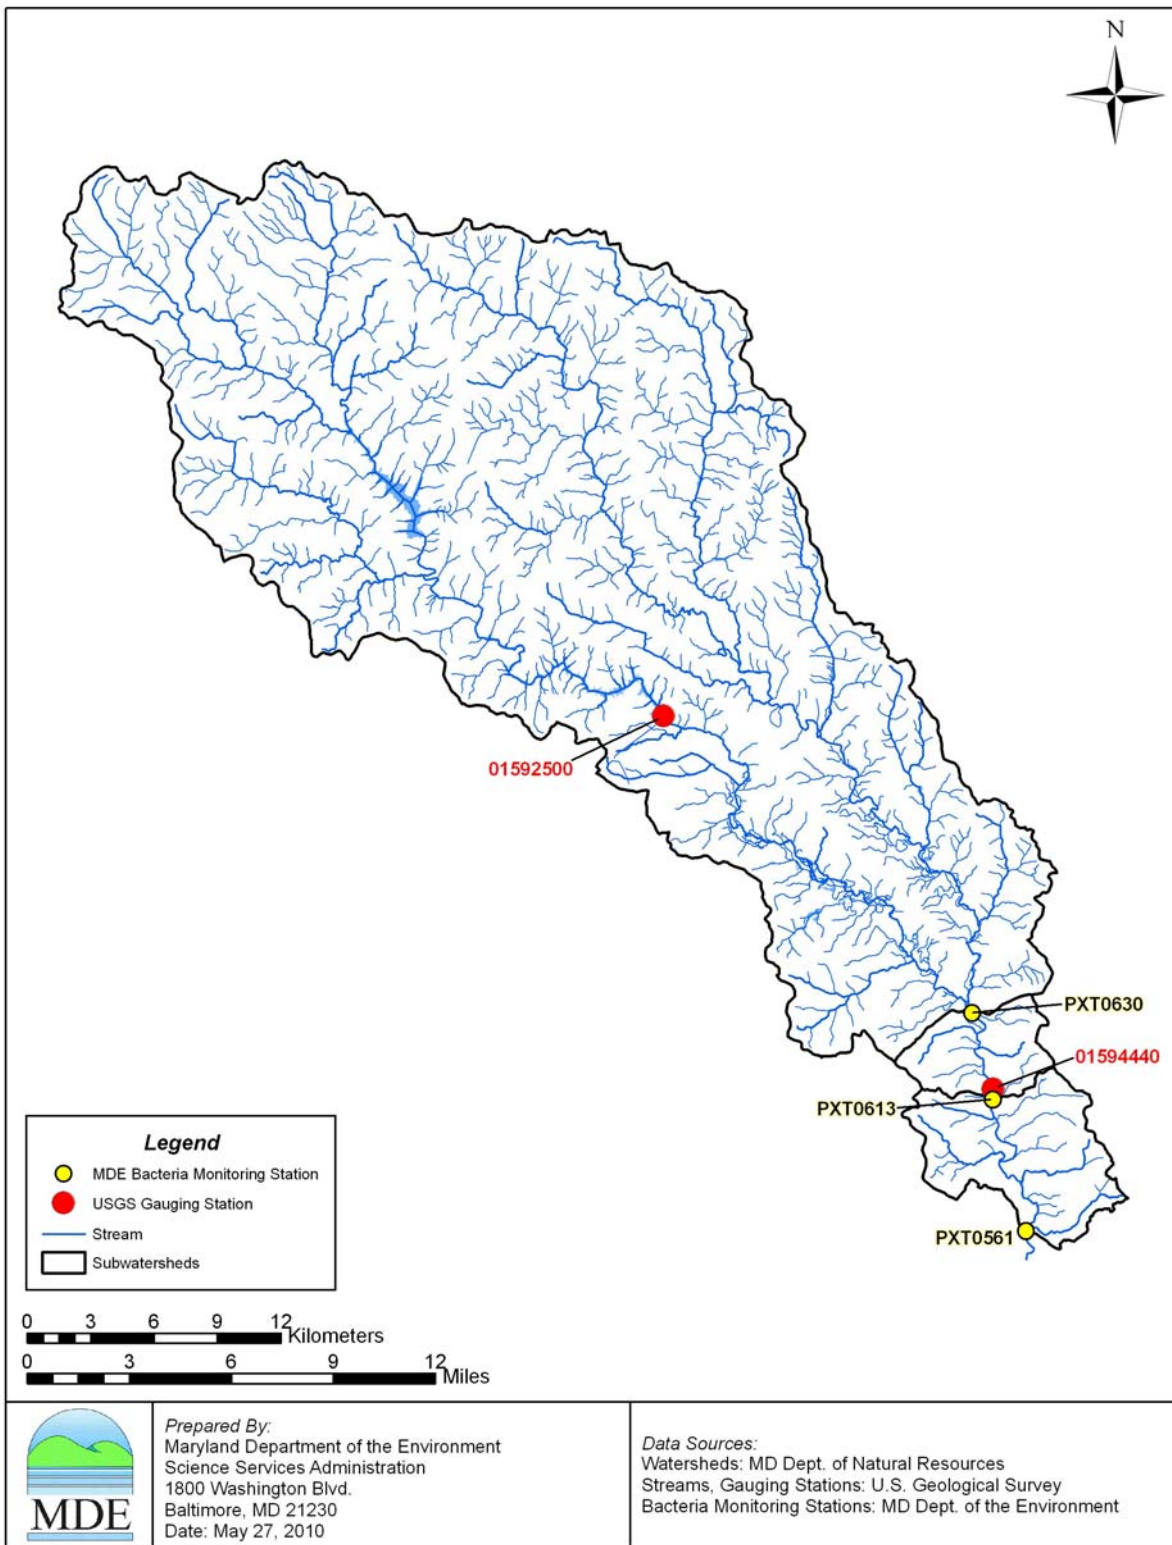 N
01592500
PXT0630
01594440
PXT0613
PXT0561
Legend
MDE Bacteria Monitoring Station
USGS Gauging Station
Stream
Subwatersheds
0 3 6 9 12
Kilometers
0 3 6 9 12
Miles
MDE
Prepared By:
Maryland Department of the Environment
Science Services Administration
1800 Washington Blvd.
Baltimore, MD 21230
Date: May 27, 2010
Data Sources:
Watersheds: MD Dept. of Natural Resources
Streams, Gauging Stations: U.S. Geological Survey
Bacteria Monitoring Stations: MD Dept. of the Environment